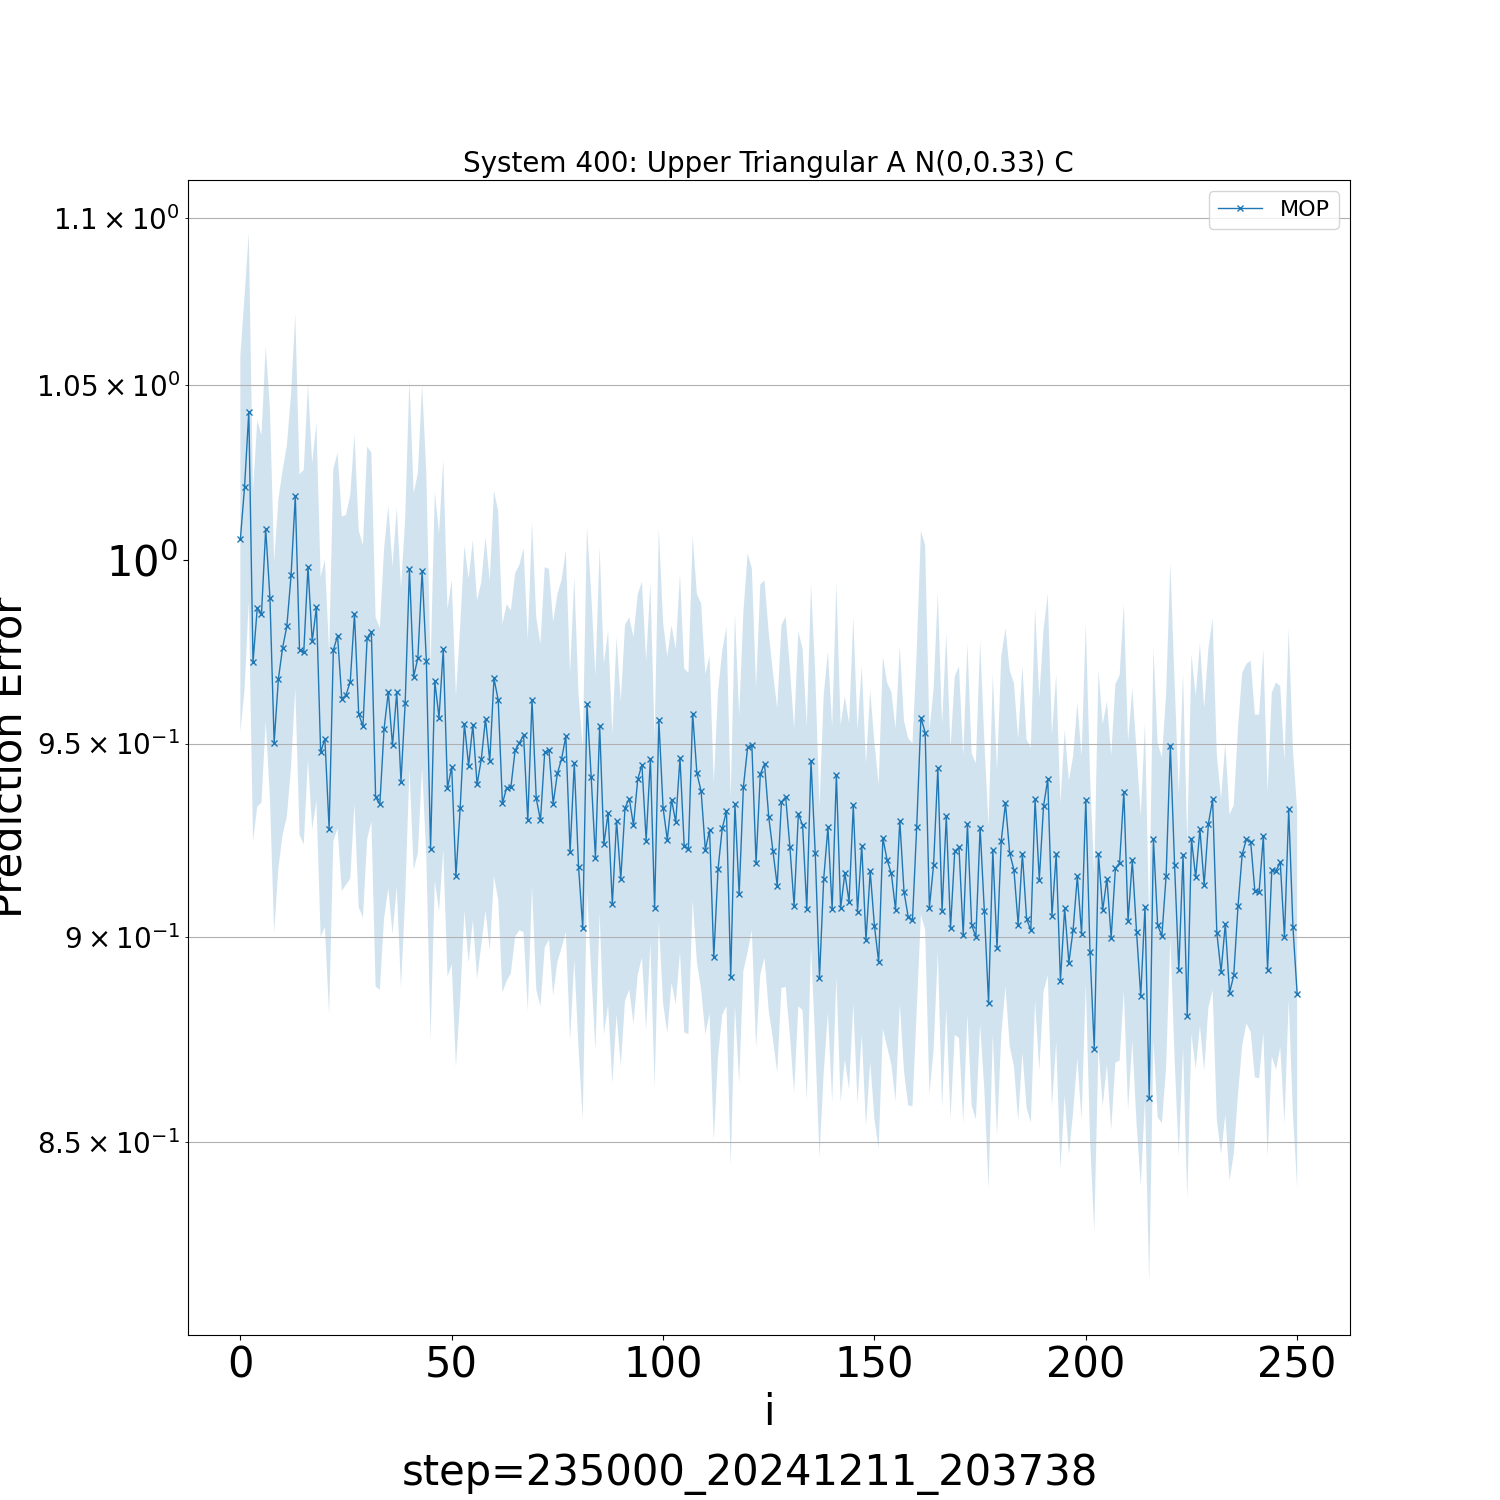 System 400: Upper Triangular A N(0,0.33) C
MOP
1.1 × 10⁰
1.05 × 10⁰
10⁰
9.5 × 10⁻¹
9 × 10⁻¹
8.5 × 10⁻¹
Prediction Error
0 50 100 150 200 250
i
step=235000_20241211_203738